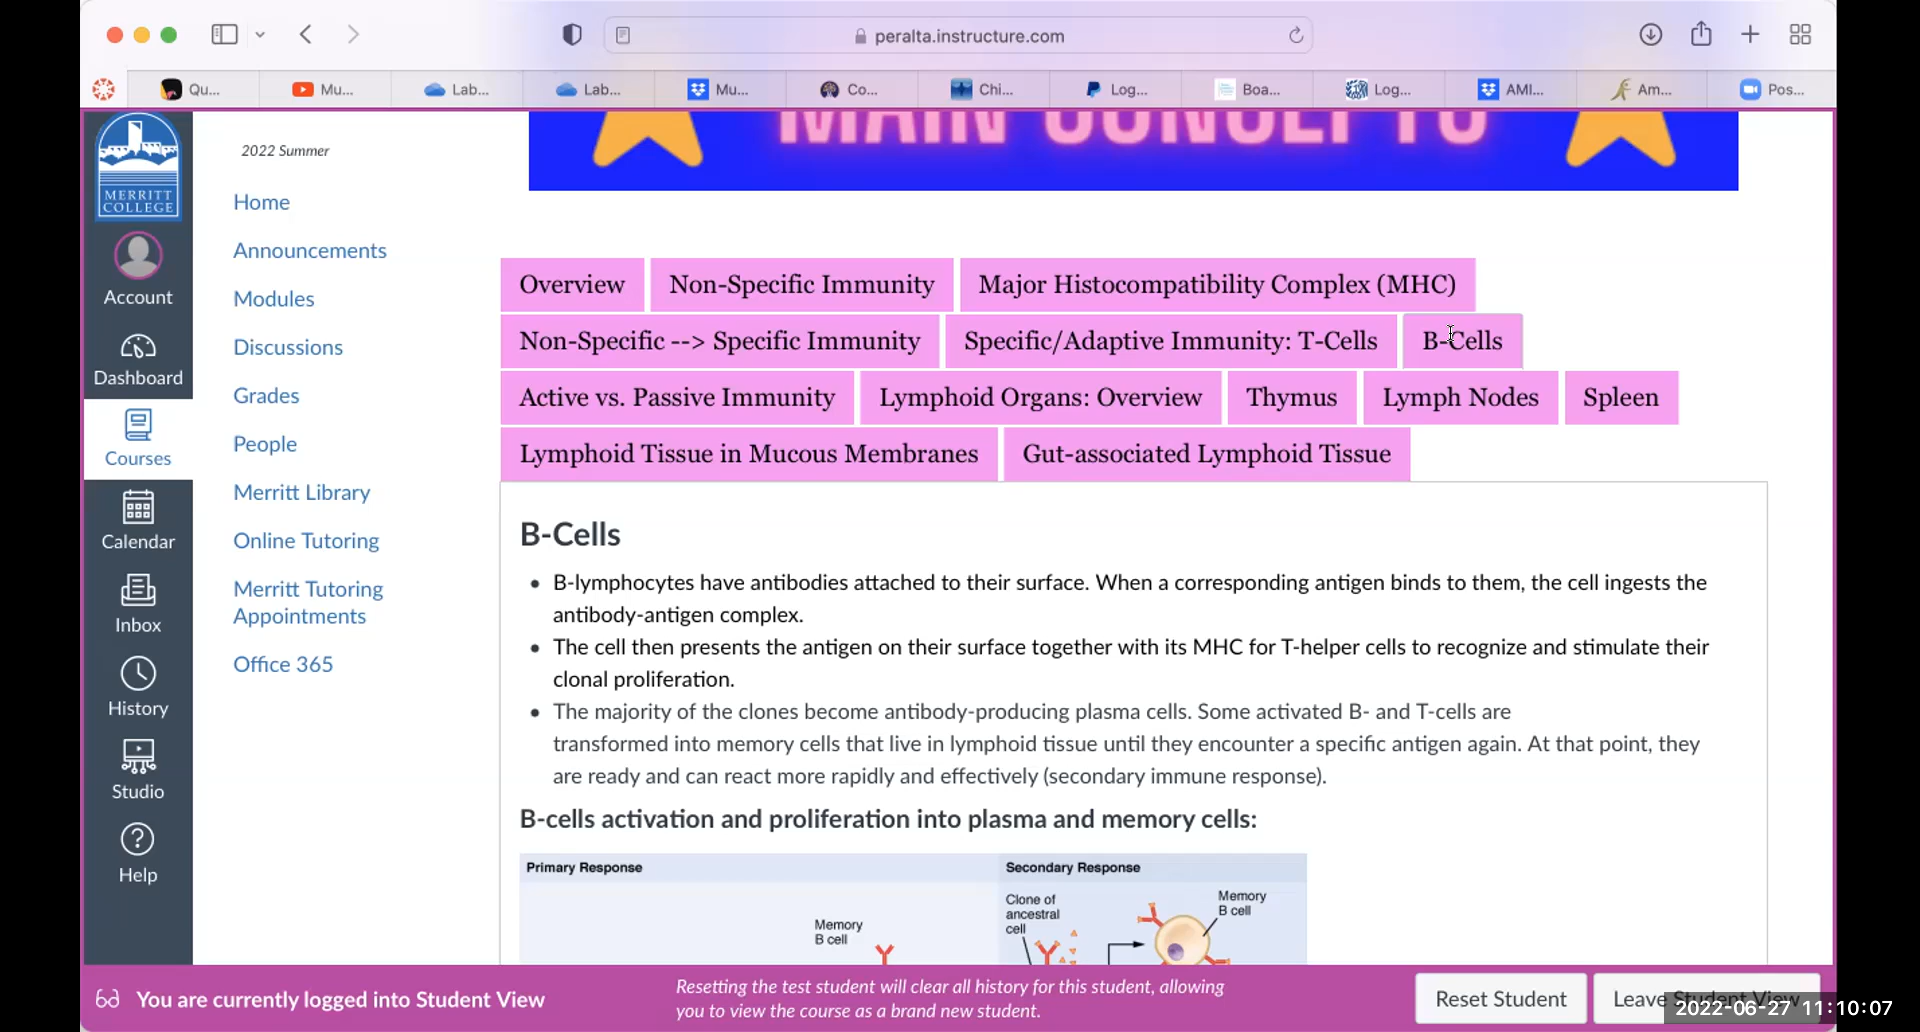 peralta.instructure.com
Qu...
Mu...
Lab...
Lab...
Mu...
Co...
Chi...
Log...
Boa...
Log...
AMI...
Am...
Pos...
MERRITT
COLLEGE
Account
Dashboard
Courses
Calendar
Inbox
History
Studio
Help
2022 Summer
Home
Announcements
Modules
Discussions
Grades
People
Merritt Library
Online Tutoring
Merritt Tutoring
Appointments
Office 365
MAIN CONCEPTS
Overview Non-Specific Immunity Major Histocompatibility Complex (MHC)
Non-Specific --> Specific Immunity Specific/Adaptive Immunity: T-Cells B-Cells
Active vs. Passive Immunity Lymphoid Organs: Overview Thymus Lymph Nodes Spleen
Lymphoid Tissue in Mucous Membranes Gut-associated Lymphoid Tissue
B-Cells
• B-lymphocytes have antibodies attached to their surface. When a corresponding antigen binds to them, the cell ingests the
antibody-antigen complex.
• The cell then presents the antigen on their surface together with its MHC for T-helper cells to recognize and stimulate their
clonal proliferation.
• The majority of the clones become antibody-producing plasma cells. Some activated B- and T-cells are
transformed into memory cells that live in lymphoid tissue until they encounter a specific antigen again. At that point, they
are ready and can react more rapidly and effectively (secondary immune response).
B-cells activation and proliferation into plasma and memory cells:
Primary Response
Memory
B cell
Secondary Response
Clone of
ancestral
cell
Memory
B cell
You are currently logged into Student View
Resetting the test student will clear all history for this student, allowing
you to view the course as a brand new student.
Reset Student
Leave Student View
2022-06-27 11:10:07